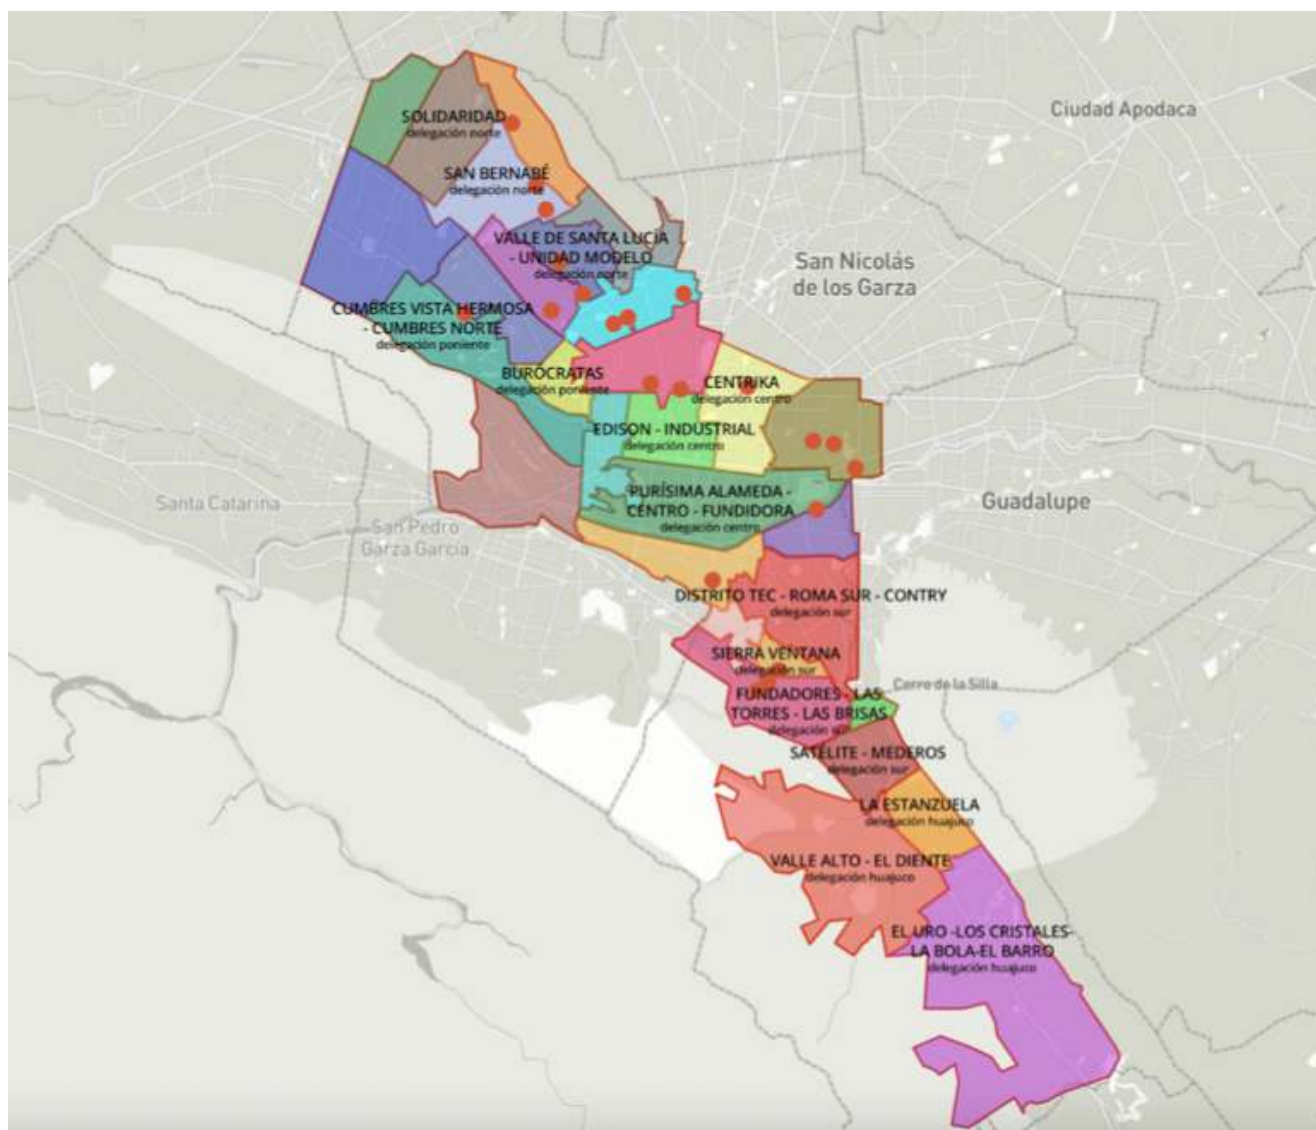 Ciudad Apodaca
SOLIDARIDAD
delegación norte
SAN BERNABÉ
delegación norte
VALLE DE SANTA LUCÍA
- UNIDAD MODELO
delegación norte
San Nicolás
de los Garza
CUMBRES VISTA HERMOSA
- CUMBRES NORTE
delegación poniente
BURÓCRATAS
delegación poniente
CENTRIKA
delegación centro
EDISON - INDUSTRIAL
delegación centro
PURÍSIMA ALAMEDA -
CENTRO - FUNDIDORA
delegación centro
Santa Catarina
San Pedro
Garza García
Guadalupe
DISTRITO TEC - ROMA SUR - CONTRY
delegación sur
SIERRA VENTANA
delegación sur
Cerro de la Silla
FUNDADORES - LAS
TORRES - LAS BRISAS
delegación sur
SATÉLITE - MEDEROS
delegación sur
LA ESTANZUELA
delegación huajuco
VALLE ALTO - EL DIENTE
delegación huajuco
EL URO -LOS CRISTALES-
LA BOLA-EL BARRO
delegación huajuco